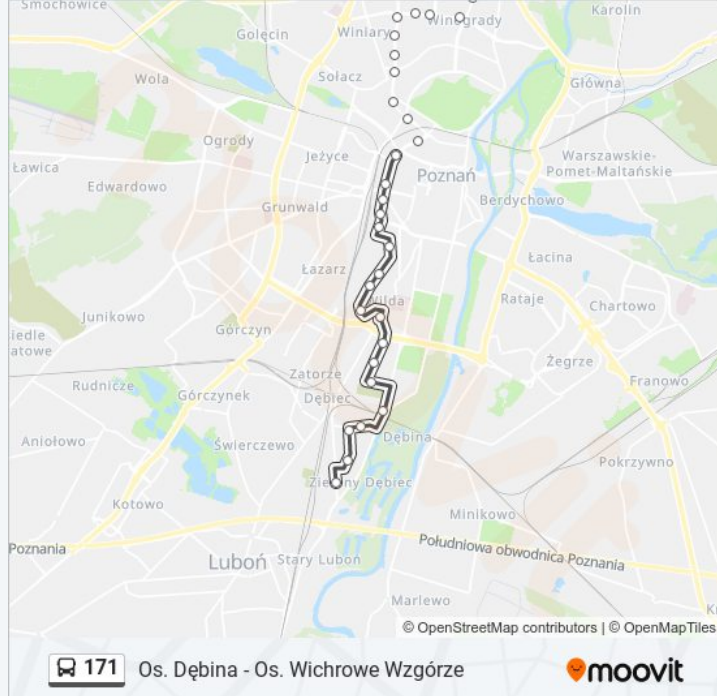 Smochowice
Karolin
Golęcin
Winiary
Winogrady
Sołacz
Wola
Główna
Ogrody
Jeżyce
Warszawskie-
Pomet-Maltańskie
Ławica
Edwardowo
Poznań
Berdychowo
Grunwald
Łazarz
Łacina
Wilda
Rataje
Chartowo
Junikowo
Górczyn
siedle
atowe
Zatorze
Dębiec
Żegrze
Franowo
Rudnicze
Górczynek
Dębina
Aniołowo
Świerczewo
Pokrzywno
Zielony Dębiec
Kotowo
Minikowo
Poznania
Południowa obwodnica Poznania
Luboń
Stary Luboń
Marlewo
© OpenStreetMap contributors | © OpenMapTiles
171
Os. Dębina - Os. Wichrowe Wzgórze
moovit